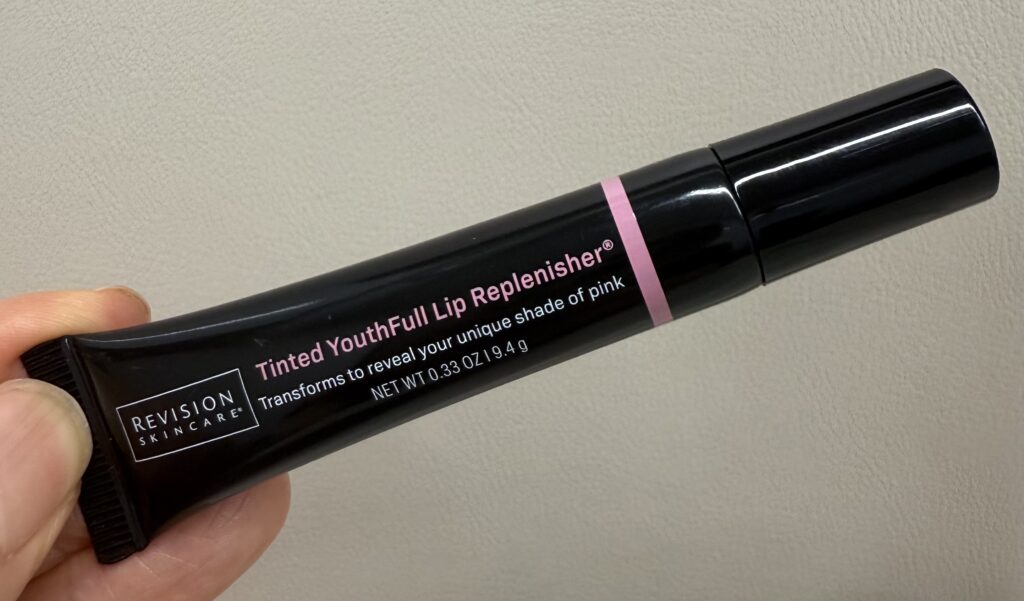 REVISION
SKINCARE®
Tinted YouthFull Lip Replenisher®
Transforms to reveal your unique shade of pink
NET WT 0.33 OZ I 9.4 g